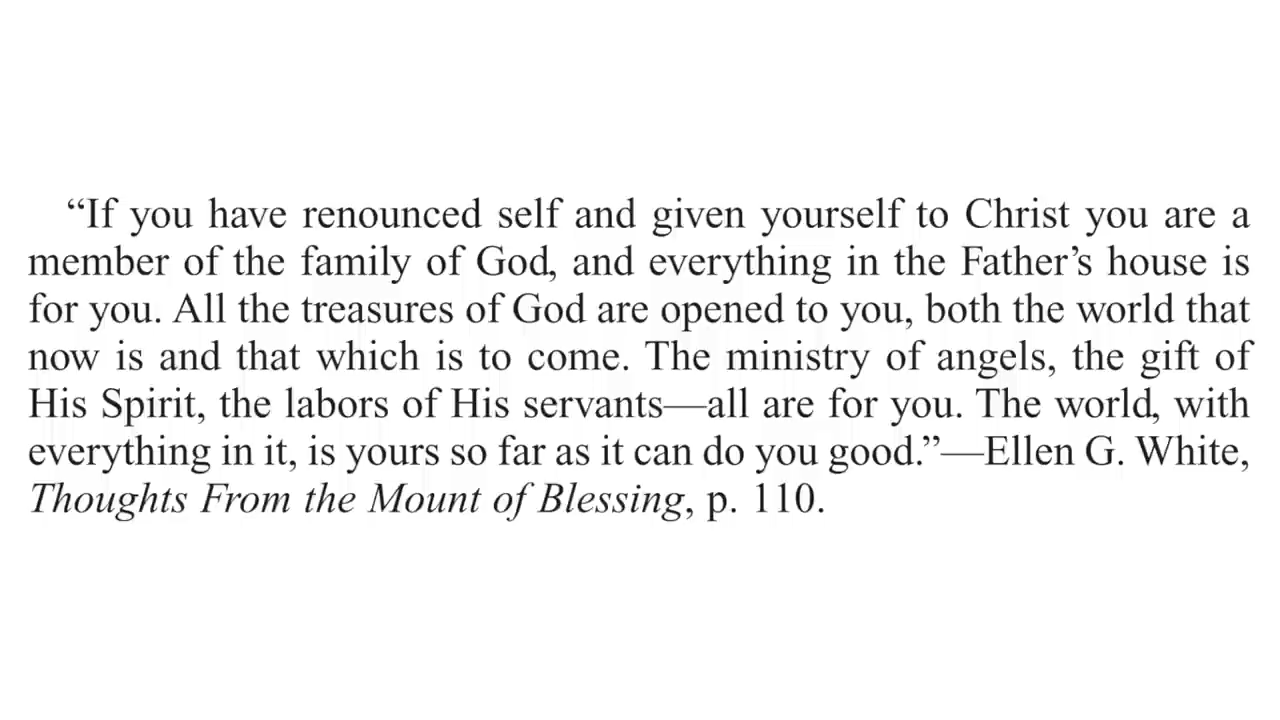 “If you have renounced self and given yourself to Christ you are a
member of the family of God, and everything in the Father’s house is
for you. All the treasures of God are opened to you, both the world that
now is and that which is to come. The ministry of angels, the gift of
His Spirit, the labors of His servants—all are for you. The world, with
everything in it, is yours so far as it can do you good.”—Ellen G. White,
Thoughts From the Mount of Blessing, p. 110.